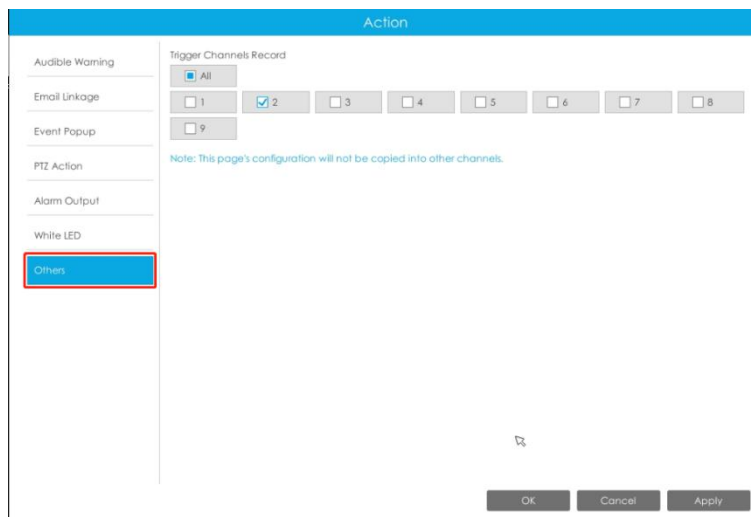 Action
Audible Warning
Email Linkage
Event Popup
PTZ Action
Alarm Output
White LED
Others
Trigger Channels Record
All
1 2 3 4 5 6 7 8
9
Note: This page's configuration will not be copied into other channels.
OK Cancel Apply